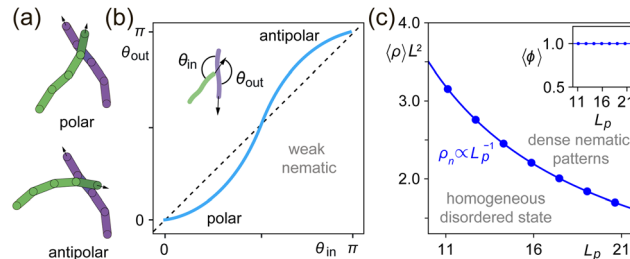 (a)
polar
antipolar
(b)
π
θout
0
θin
θout
antipolar
weak
nematic
polar
0
θin
π
(c)
4.0
⟨ρ⟩L²
3.0
2.0
ρn ∝ Lp⁻¹
dense nematic
patterns
homogeneous
disordered state
11
16
Lp
21
⟨ϕ⟩
1.0
0.5
11
16
21
Lp